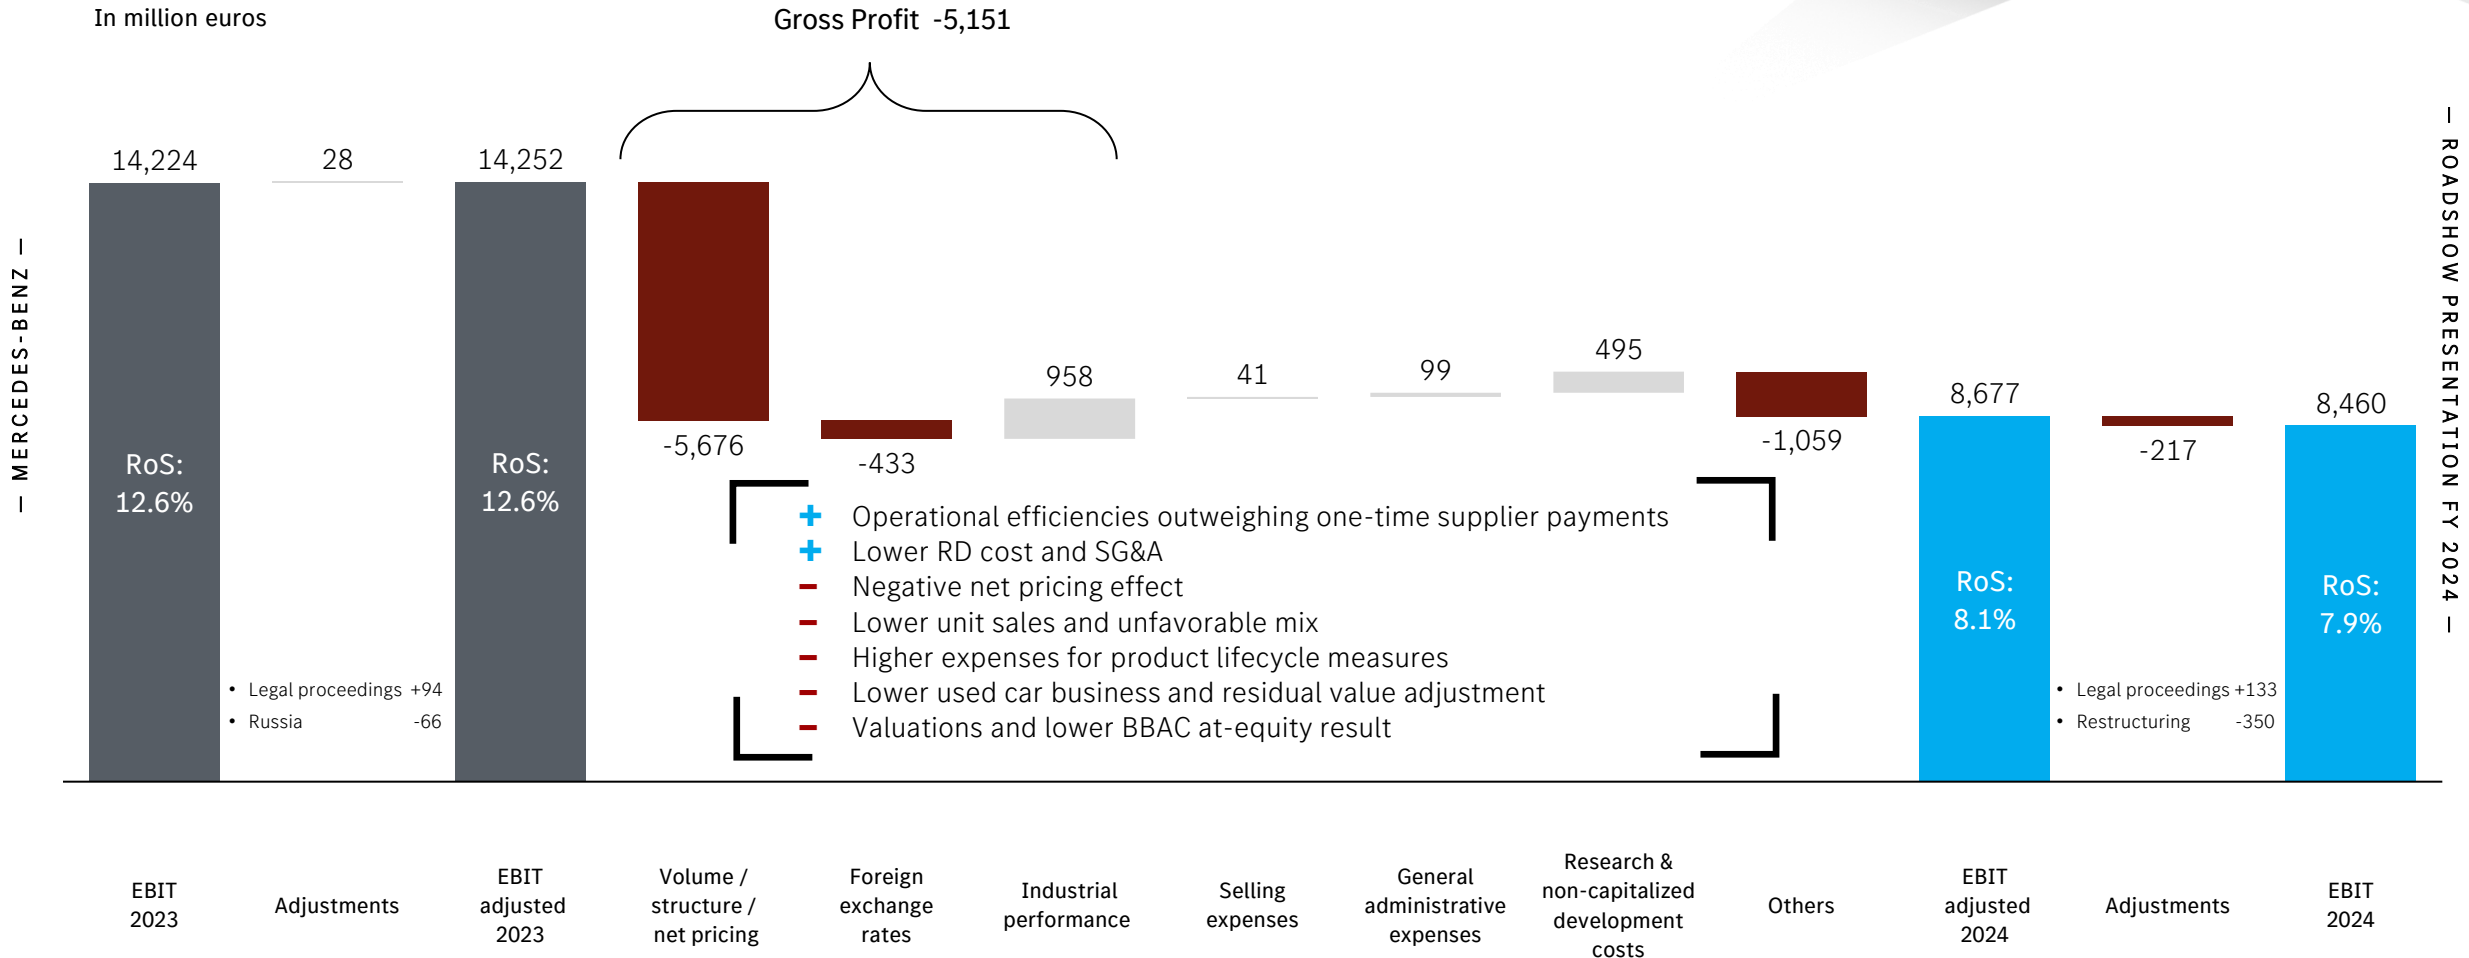 In million euros
Gross Profit -5,151
— MERCEDES-BENZ —
— ROADSHOW PRESENTATION FY 2024 —
14,224
28
14,252
-5,676
-433
958
41
99
495
-1,059
8,677
-217
8,460
RoS:
12.6%
RoS:
12.6%
RoS:
8.1%
RoS:
7.9%
• Legal proceedings +94
• Russia -66
+ Operational efficiencies outweighing one-time supplier payments
+ Lower RD cost and SG&A
– Negative net pricing effect
– Lower unit sales and unfavorable mix
– Higher expenses for product lifecycle measures
– Lower used car business and residual value adjustment
– Valuations and lower BBAC at-equity result
• Legal proceedings +133
• Restructuring -350
EBIT
2023
Adjustments
EBIT
adjusted
2023
Volume /
structure /
net pricing
Foreign
exchange
rates
Industrial
performance
Selling
expenses
General
administrative
expenses
Research &
non-capitalized
development
costs
Others
EBIT
adjusted
2024
Adjustments
EBIT
2024